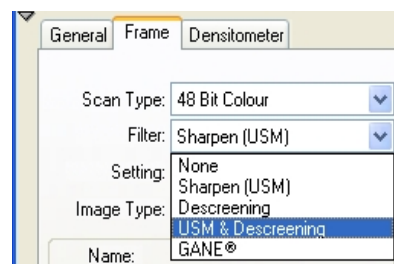 General Frame Densitometer
Scan Type: 48 Bit Colour
Filter: Sharpen (USM)
Setting: None
Sharpen (USM)
Image Type: Descreening
USM & Descreening
Name: GANE®